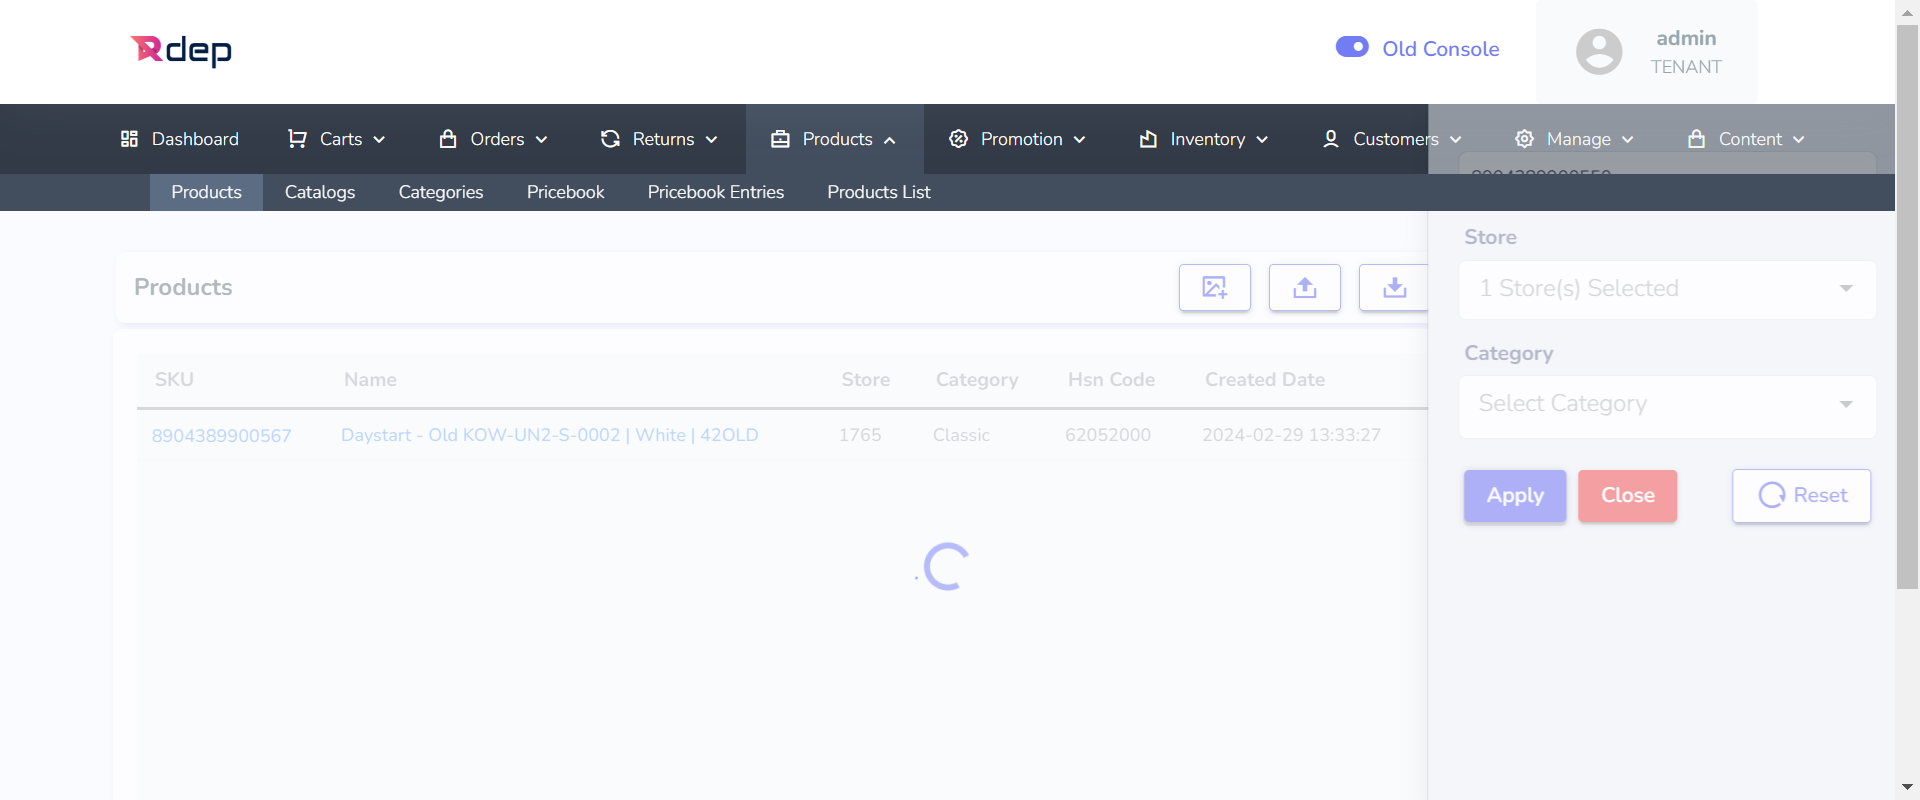 Rdep
Old Console
admin
TENANT
Dashboard
Carts
Orders
Returns
Products
Promotion
Inventory
Customers
Manage
Content
Products
Catalogs
Categories
Pricebook
Pricebook Entries
Products List
Products
SKU Name Store Category Hsn Code Created Date
8904389900567 Daystart - Old KOW-UN2-S-0002 | White | 42OLD 1765 Classic 62052000 2024-02-29 13:33:27
Store
1 Store(s) Selected
Category
Select Category
Apply
Close
Reset